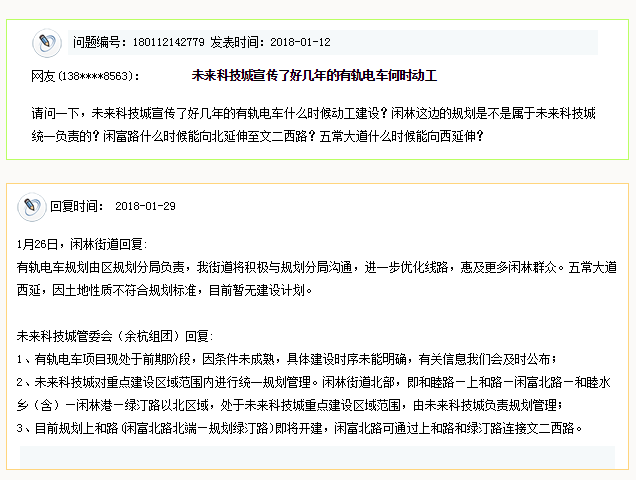 问题编号：180112142779 发表时间：2018-01-12
网友(138****8563)： 未来科技城宣传了好几年的有轨电车何时动工
请问一下，未来科技城宣传了好几年的有轨电车什么时候动工建设？闲林这边的规划是不是属于未来科技城
统一负责的？闲富路什么时候能向北延伸至文二西路？五常大道什么时候能向西延伸？
回复时间： 2018-01-29
1月26日，闲林街道回复：
有轨电车规划由区规划分局负责，我街道将积极与规划分局沟通，进一步优化线路，惠及更多闲林群众。五常大道
西延，因土地性质不符合规划标准，目前暂无建设计划。
未来科技城管委会（余杭组团）回复：
1、有轨电车项目现处于前期阶段，因条件未成熟，具体建设时序未能明确，有关信息我们会及时公布；
2、未来科技城对重点建设区域范围内进行统一规划管理。闲林街道北部，即和睦路－上和路－闲富北路－和睦水
乡（含）－闲林港－绿汀路以北区域，处于未来科技城重点建设区域范围，由未来科技城负责规划管理；
3、目前规划上和路(闲富北路北端－规划绿汀路)即将开建，闲富北路可通过上和路和绿汀路连接文二西路。